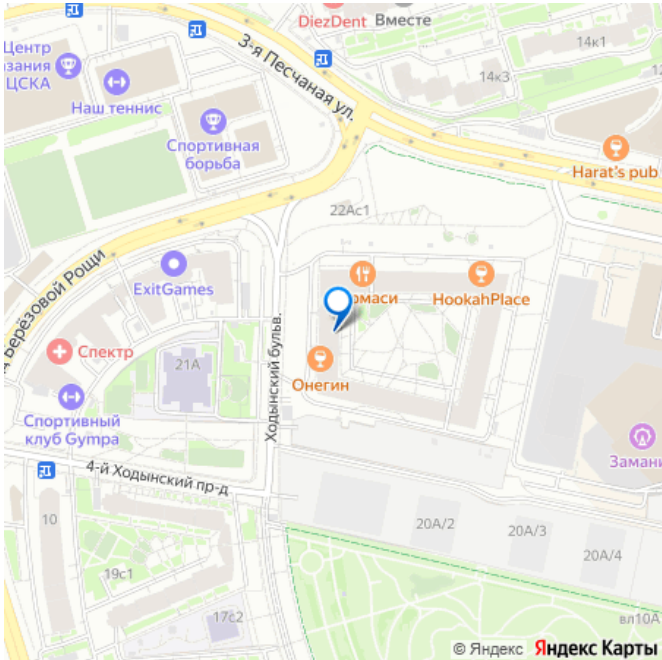 DiezDent
Вместе
Центр
ЦСКА
Наш теннис
3-я Песчаная ул.
14к1
14к3
Спортивная
борьба
Harat's pub
22Ас1
ExitGames
HookahPlace
Берёзовой Рощи
Спектр
21А
Онегин
Ходынский бульв.
Спортивный
клуб Gympa
4-й Ходынский пр-д
10
20А/2
20А/3
20А/4
19с1
17с2
вл10А
© Яндекс Яндекс Карты